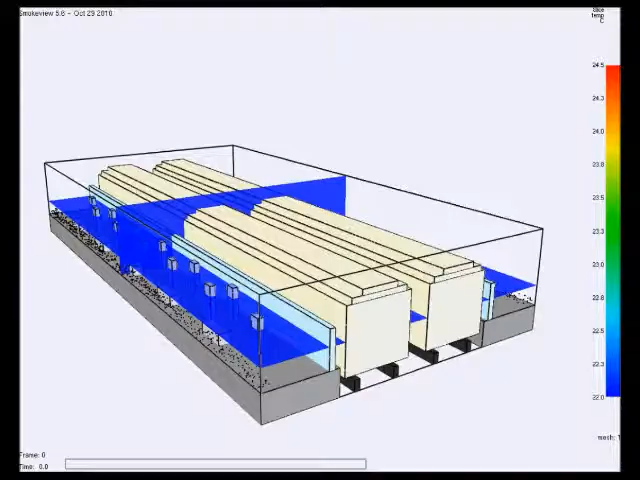 Smokeview 5.6 - Oct 29 2010
Slice
temp
C
24.5
24.3
24.0
23.8
23.5
23.3
23.0
22.8
22.5
22.3
22.0
mesh: 1
Frame: 0
Time: 0.0